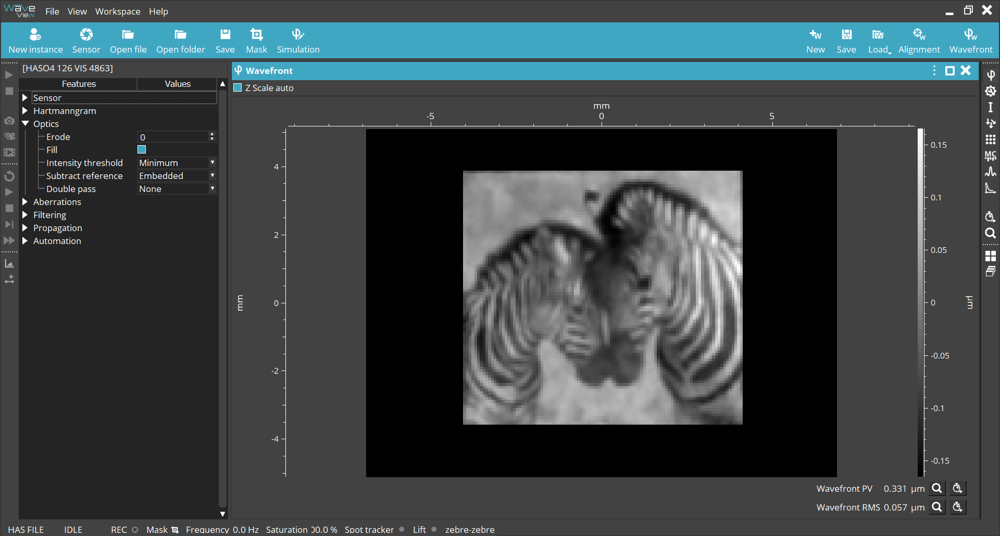 Wave View File View Workspace Help
New instance Sensor Open file Open folder Save Mask Simulation New Save Load Alignment Wavefront
[HASO4 126 VIS 4863]
Features Values
Sensor
Hartmanngram
Optics
Erode 0
Fill
Intensity threshold Minimum
Subtract reference Embedded
Double pass None
Aberrations
Filtering
Propagation
Automation
Wavefront
Z Scale auto
mm
-5 0 5
mm
4
2
0
-2
-4
0.15
0.1
0.05
0
-0.05
-0.1
-0.15
µm
MC
Wavefront PV 0.331 µm
Wavefront RMS 0.057 µm
HAS FILE IDLE REC Mask Frequency 0.0 Hz Saturation 00.0 % Spot tracker Lift zebre-zebre